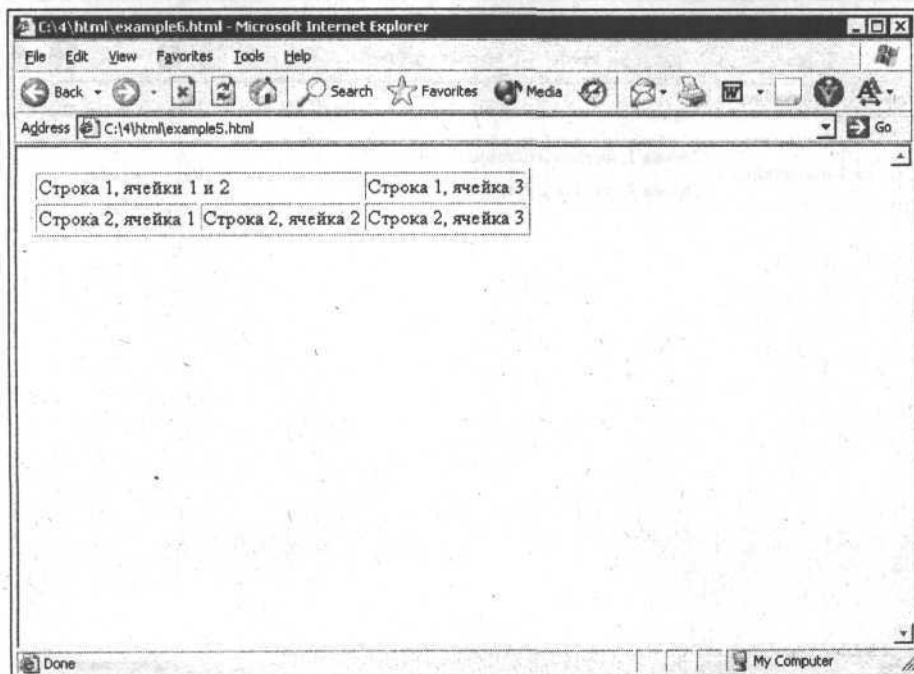 C:\4\html\example6.html - Microsoft Internet Explorer
File Edit View Favorites Tools Help
Back Search Favorites Media
Address C:\4\html\example5.html Go
Строка 1, ячейки 1 и 2 Строка 1, ячейка 3
Строка 2, ячейка 1 Строка 2, ячейка 2 Строка 2, ячейка 3
Done My Computer